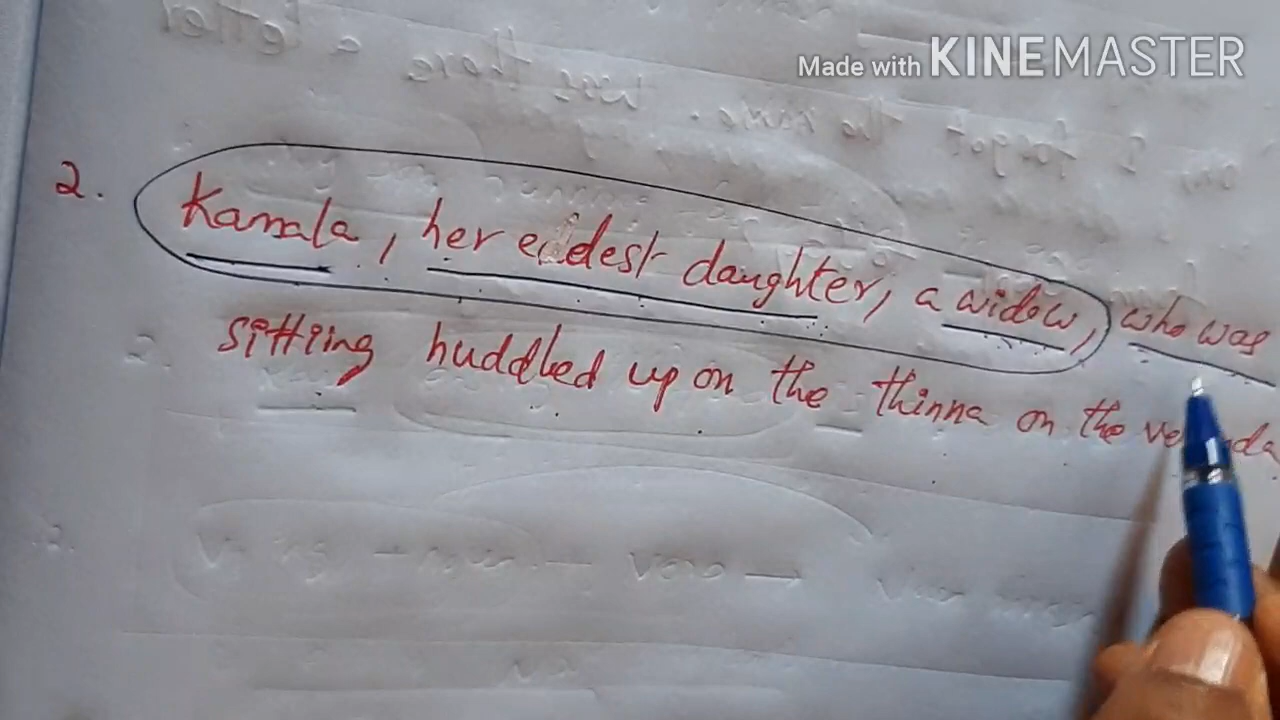 Made with KINEMASTER
2. Kamala, her eldest daughter, a widow, who was
sitting huddled up on the thinna on the